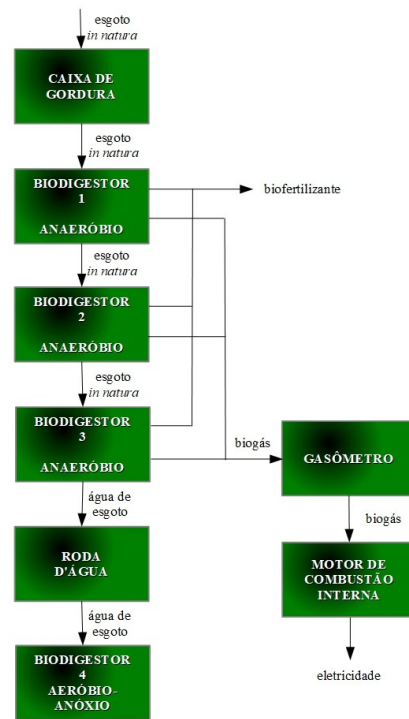 esgoto
in natura
CAIXA DE
GORDURA
esgoto
in natura
BIODIGESTOR
1
ANAERÓBIO
biofertilizante
esgoto
in natura
BIODIGESTOR
2
ANAERÓBIO
esgoto
in natura
BIODIGESTOR
3
ANAERÓBIO
biogás
GASÔMETRO
água de
esgoto
biogás
RODA
D'ÁGUA
MOTOR DE
COMBUSTÃO
INTERNA
água de
esgoto
eletricidade
BIODIGESTOR
4
AERÓBIO-
ANÓXIO